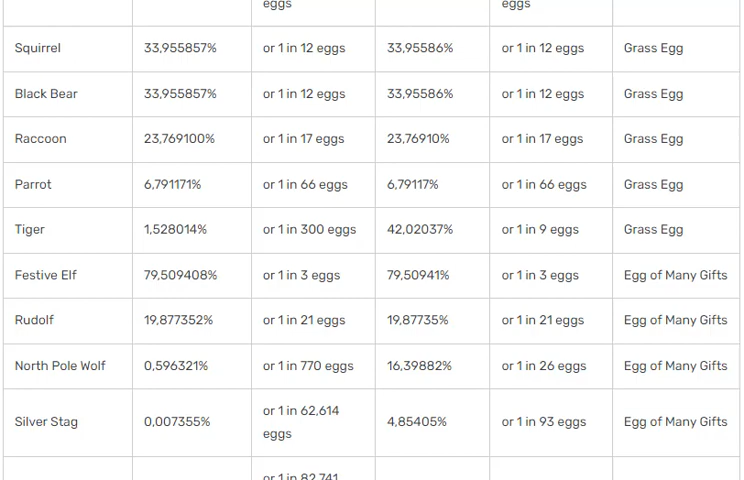 eggs eggs
Squirrel 33,955857% or 1 in 12 eggs 33,95586% or 1 in 12 eggs Grass Egg
Black Bear 33,955857% or 1 in 12 eggs 33,95586% or 1 in 12 eggs Grass Egg
Raccoon 23,769100% or 1 in 17 eggs 23,76910% or 1 in 17 eggs Grass Egg
Parrot 6,791171% or 1 in 66 eggs 6,79117% or 1 in 66 eggs Grass Egg
Tiger 1,528014% or 1 in 300 eggs 42,02037% or 1 in 9 eggs Grass Egg
Festive Elf 79,509408% or 1 in 3 eggs 79,50941% or 1 in 3 eggs Egg of Many Gifts
Rudolf 19,877352% or 1 in 21 eggs 19,87735% or 1 in 21 eggs Egg of Many Gifts
North Pole Wolf 0,596321% or 1 in 770 eggs 16,39882% or 1 in 26 eggs Egg of Many Gifts
Silver Stag 0,007355% or 1 in 62,614 eggs 4,85405% or 1 in 93 eggs Egg of Many Gifts
or 1 in 82,741